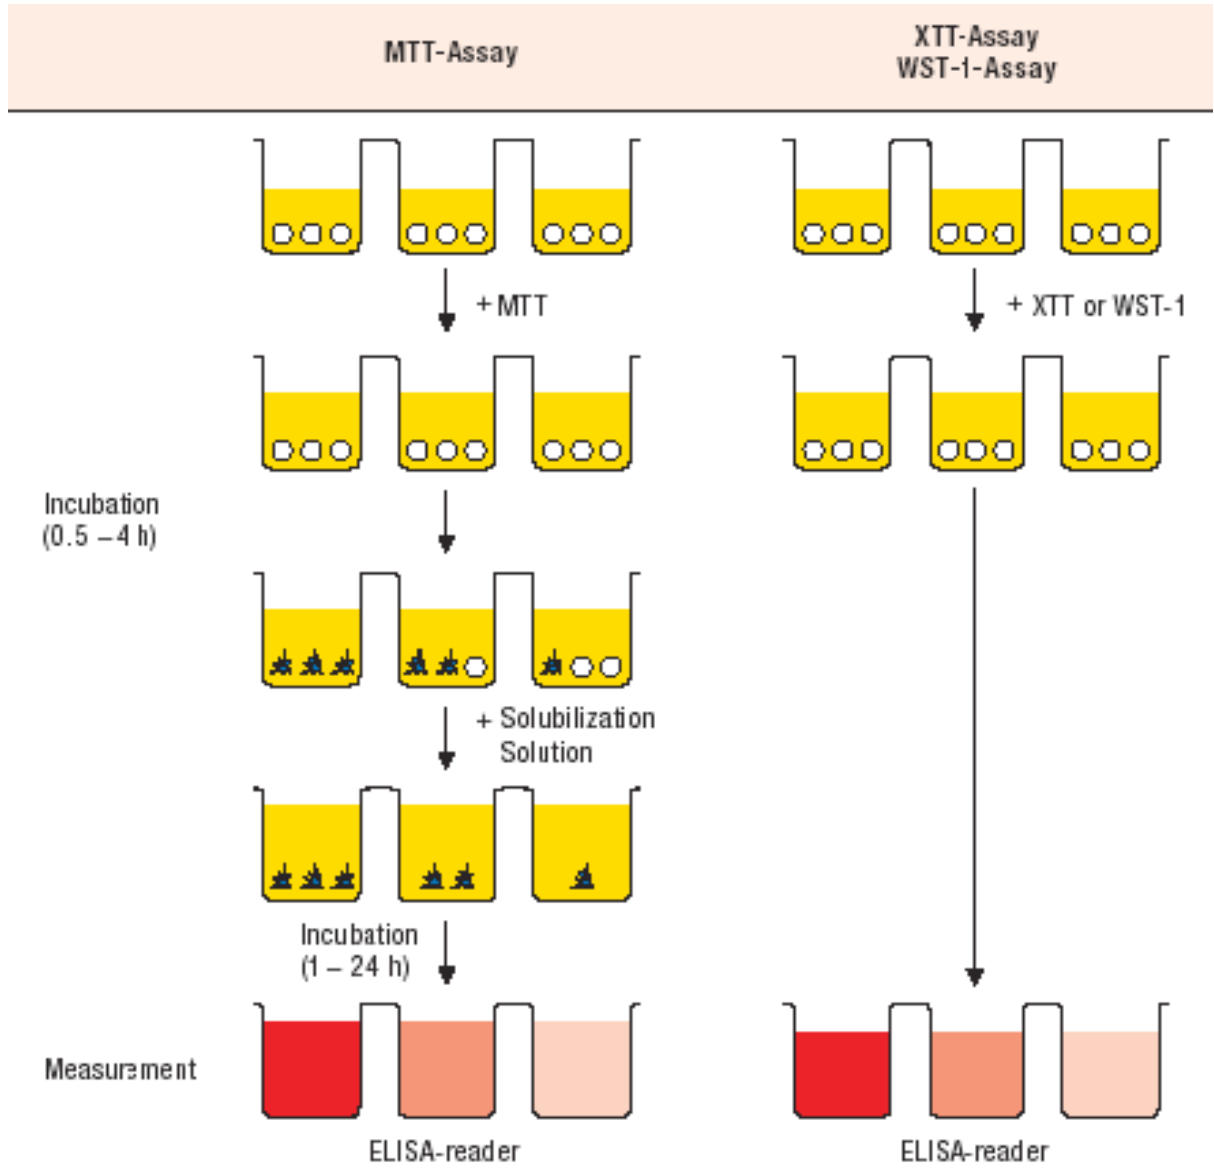 MTT-Assay
XTT-Assay
WST-1-Assay
+ MTT
+ XTT or WST-1
Incubation
(0.5 – 4 h)
+ Solubilization
Solution
Incubation
(1 – 24 h)
Measurement
ELISA-reader
ELISA-reader